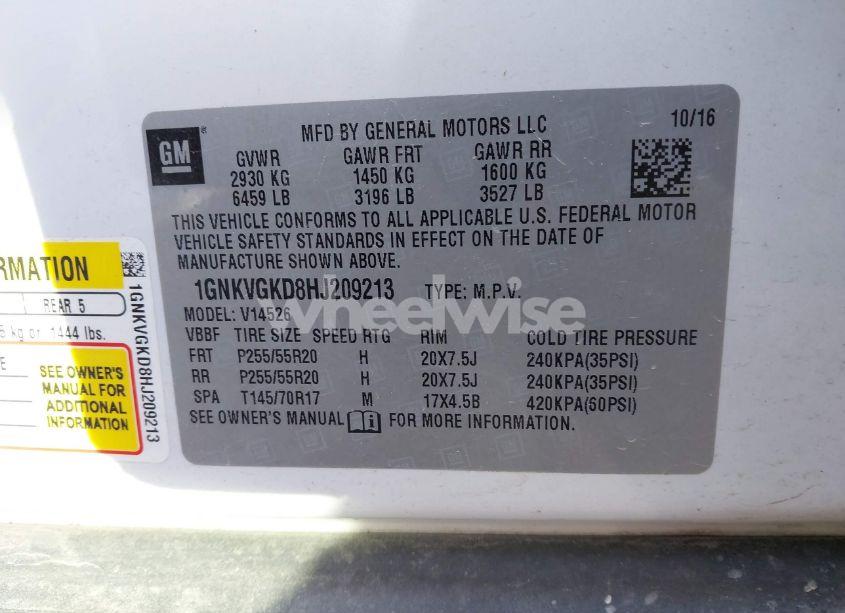 GM
MFD BY GENERAL MOTORS LLC
10/16
GVWR GAWR FRT GAWR RR
2930 KG 1450 KG 1600 KG
6459 LB 3196 LB 3527 LB
THIS VEHICLE CONFORMS TO ALL APPLICABLE U.S. FEDERAL MOTOR
VEHICLE SAFETY STANDARDS IN EFFECT ON THE DATE OF
MANUFACTURE SHOWN ABOVE.
1GNKVGKD8HJ209213 TYPE: M.P.V.
MODEL: V14526
VBBF TIRE SIZE SPEED RTG RIM COLD TIRE PRESSURE
FRT P255/55R20 H 20X7.5J 240KPA(35PSI)
RR P255/55R20 H 20X7.5J 240KPA(35PSI)
SPA T145/70R17 M 17X4.5B 420KPA(60PSI)
SEE OWNER'S MANUAL FOR MORE INFORMATION.
wheelwise
RMATION
REAR 5
kg or 1444 lbs.
SEE OWNER'S
MANUAL FOR
ADDITIONAL
INFORMATION
1GNKVGKD8HJ209213